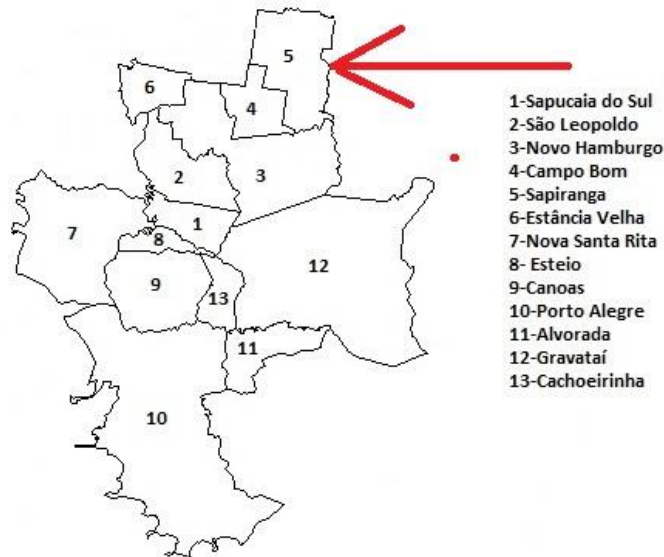 5
6
4
2
3
1
7
8
12
9
13
11
10
1-Sapucaia do Sul
2-São Leopoldo
3-Novo Hamburgo
4-Campo Bom
5-Sapiranga
6-Estância Velha
7-Nova Santa Rita
8- Esteio
9-Canoas
10-Porto Alegre
11-Alvorada
12-Gravataí
13-Cachoeirinha